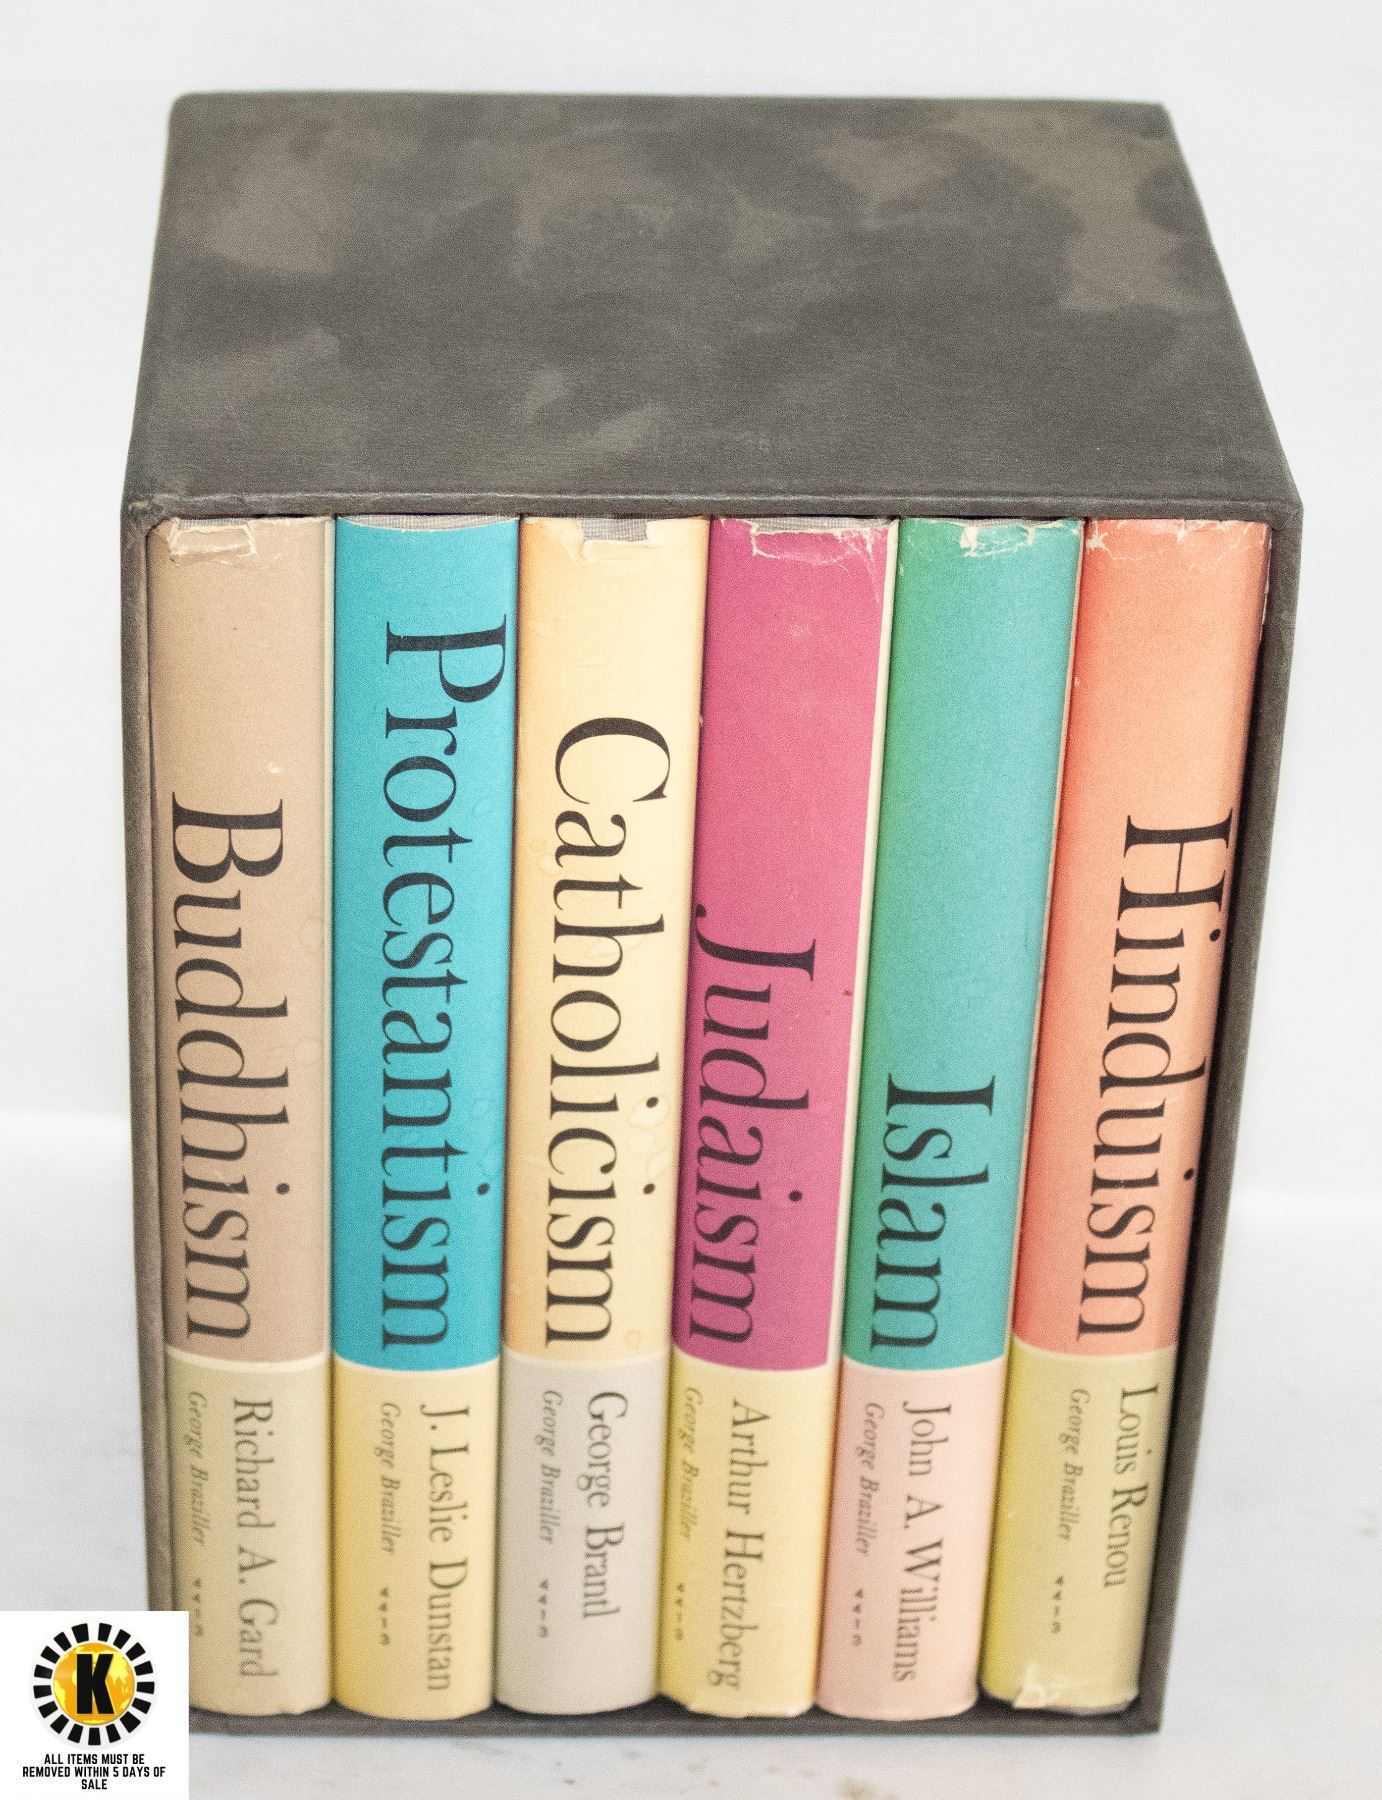 Buddhism
Richard A. Gard
George Braziller
Protestantism
J. Leslie Dunstan
George Braziller
Catholicism
George Brantl
George Braziller
Judaism
Arthur Hertzberg
George Braziller
Islam
John A. Williams
George Braziller
Hinduism
Louis Renou
George Braziller
K
ALL ITEMS MUST BE
REMOVED WITHIN 5 DAYS OF
SALE